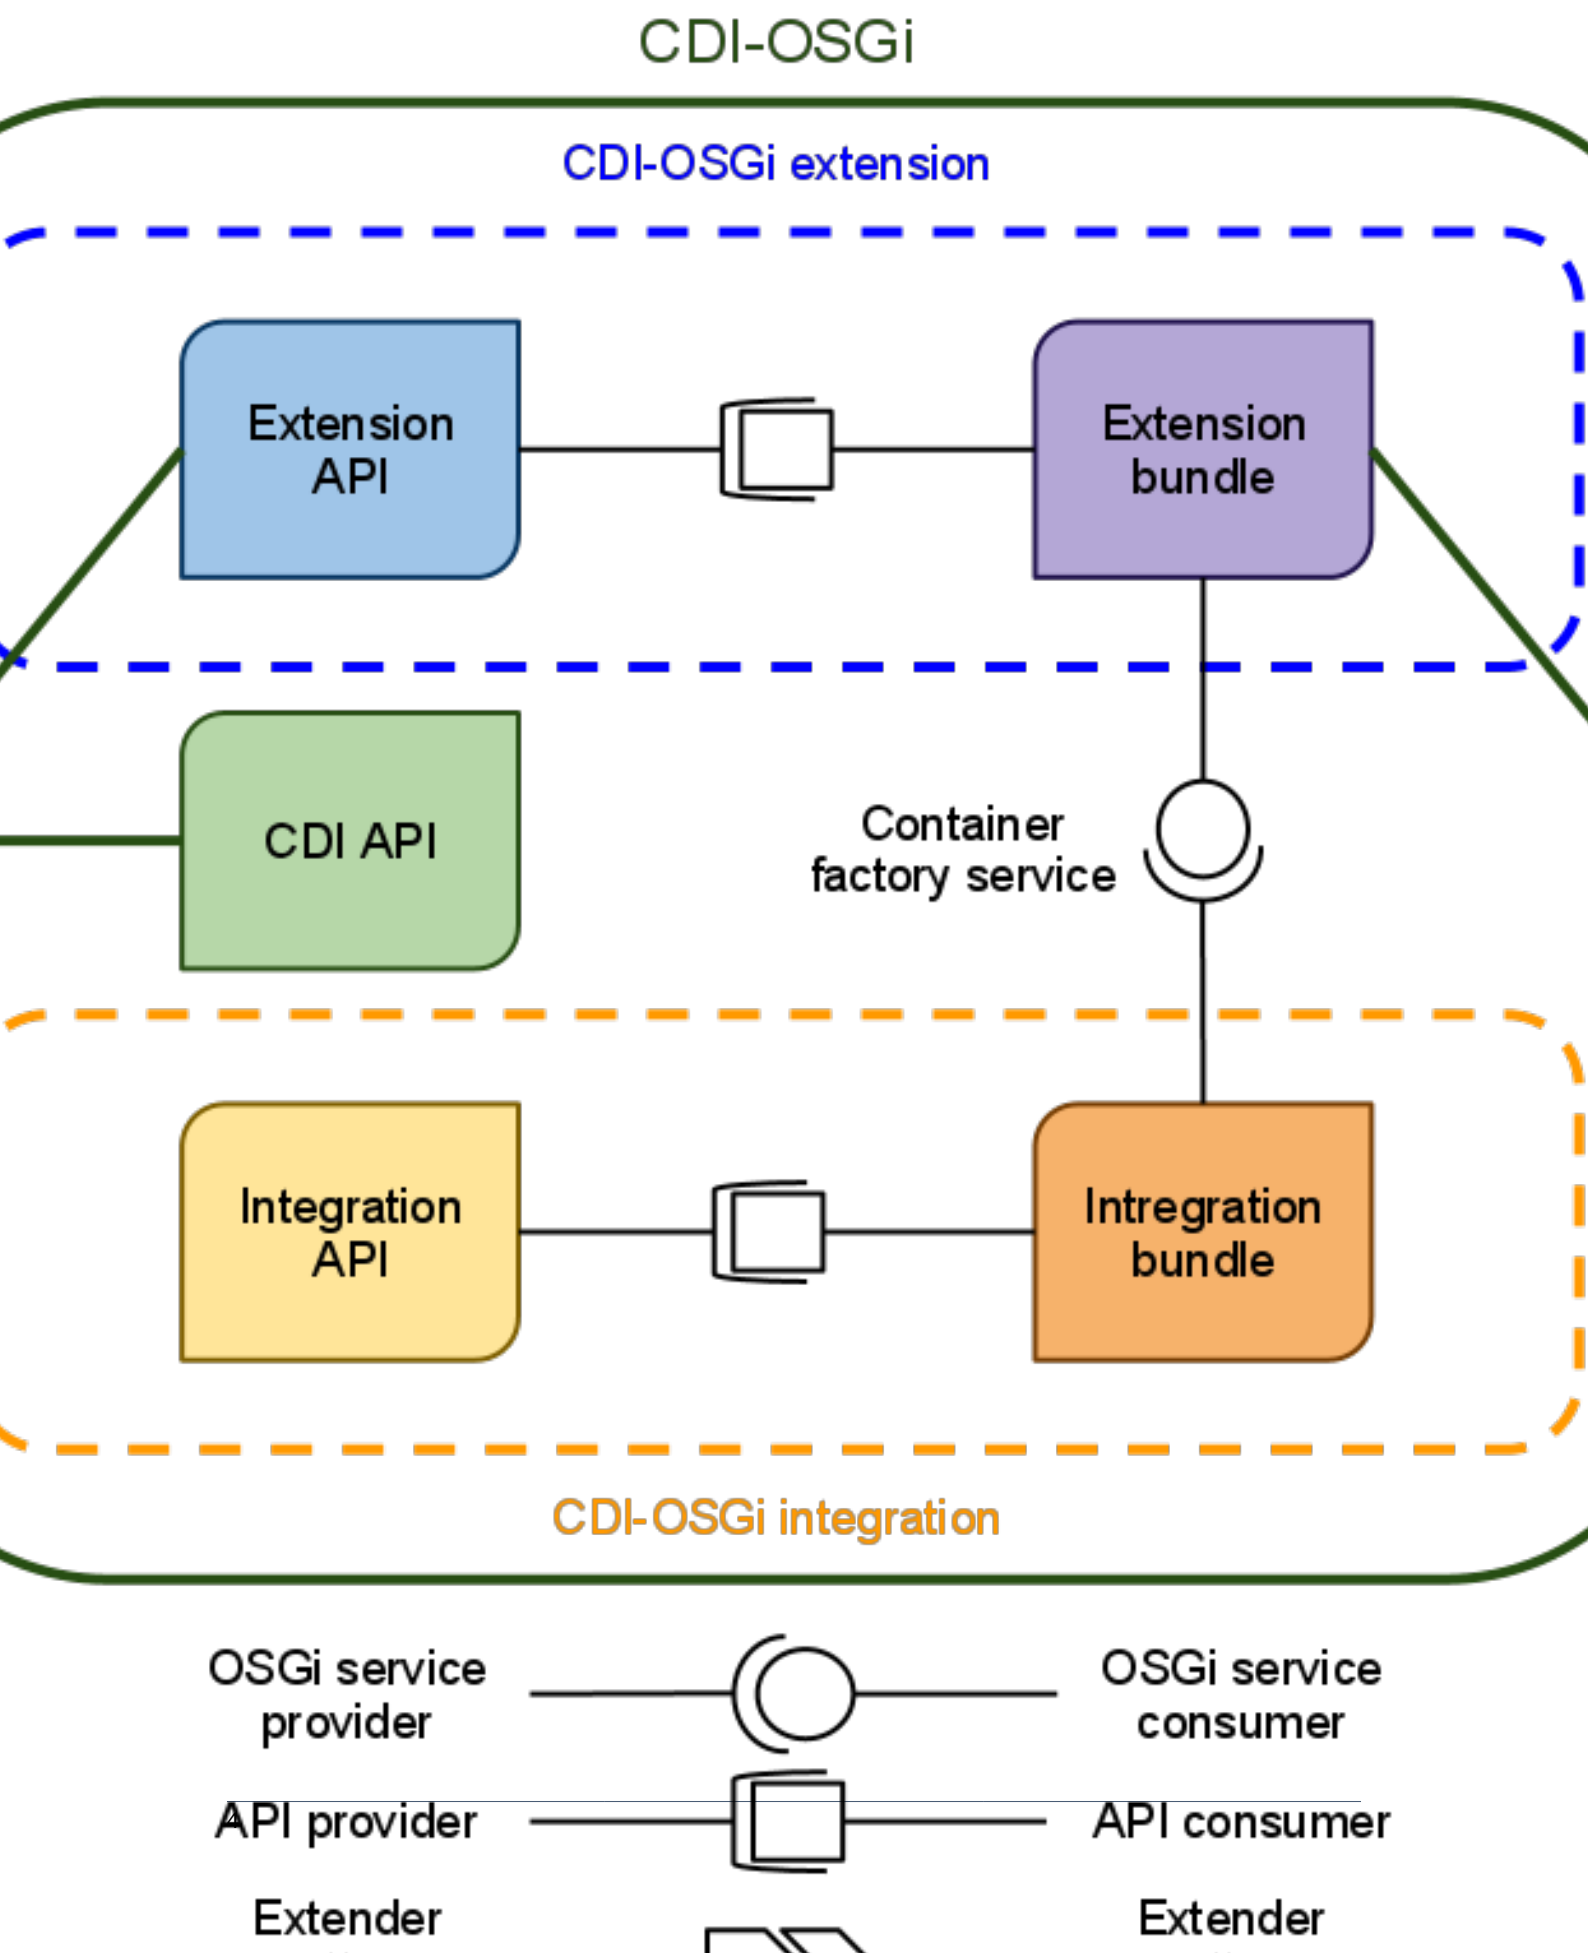 CDI-OSGi
CDI-OSGi extension
Extension
API
Extension
bundle
CDI API
Container
factory service
Integration
API
Intregration
bundle
CDI-OSGi integration
OSGi service
provider
OSGi service
consumer
API provider
API consumer
Extender
Extender